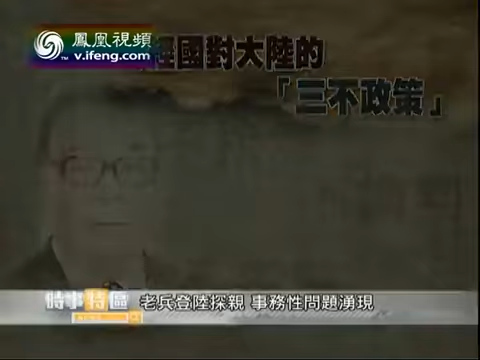 鳳凰視頻
v.ifeng.com
經國對大陸的
「三不政策」
時事特區
老兵登陸探親 事務性問題湧現